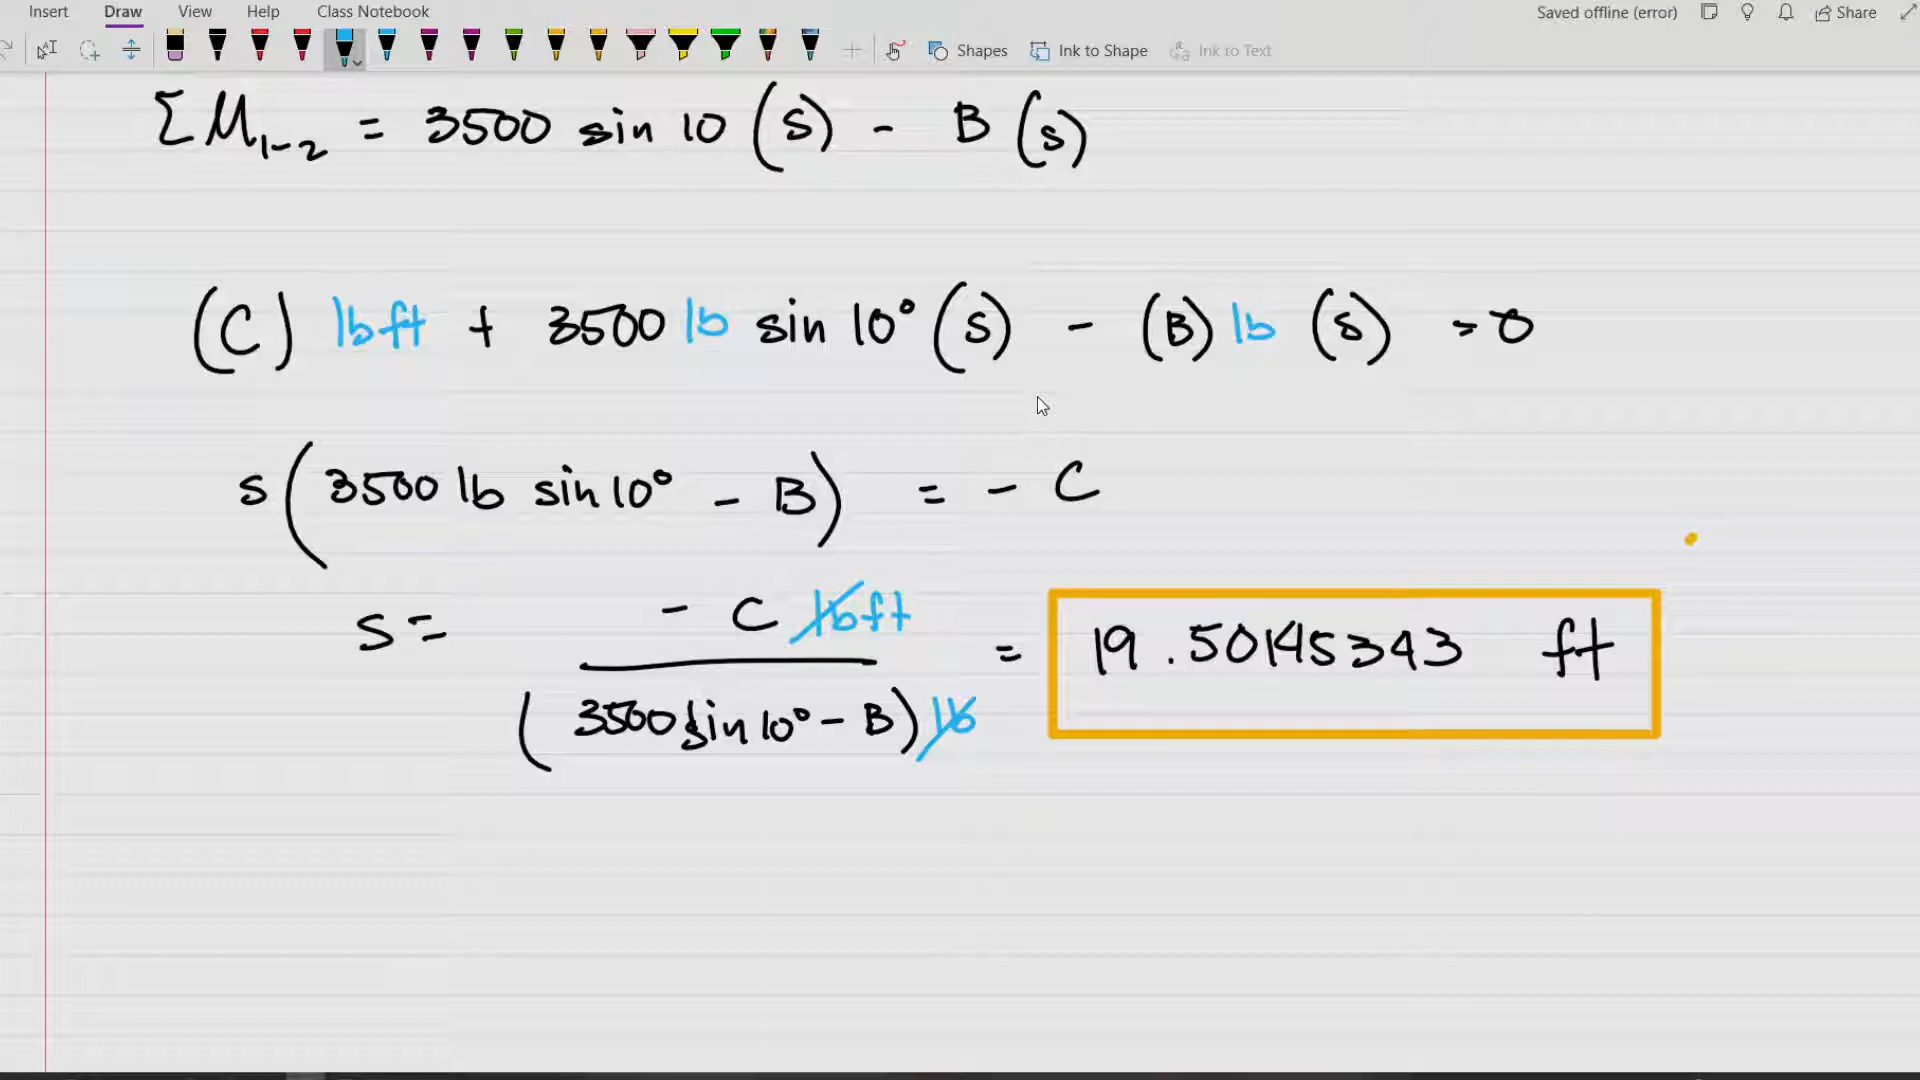 Insert Draw View Help Class Notebook Saved offline (error) Share
Shapes Ink to Shape Ink to Text
ΣM₁₋₂ = 3500 sin 10 (s) - B (s)
(C) lbft + 3500 lb sin 10° (s) - (B) lb (s) = 0
s(3500 lb sin 10° - B) = - C
s = - C lbft / (3500 sin 10° - B) lb = 19.50145343 ft